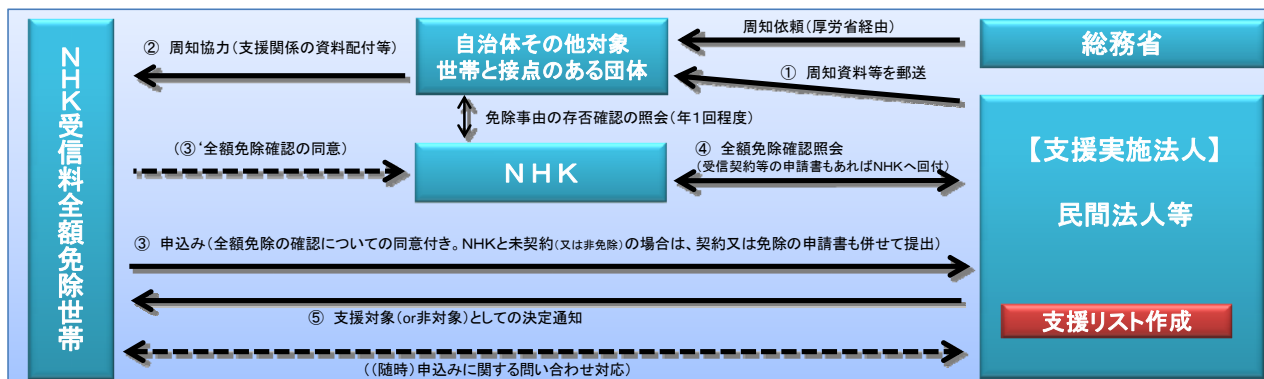 NHK受信料全額免除世帯
② 周知協力(支援関係の資料配付等)
自治体その他対象
世帯と接点のある団体
周知依頼(厚労省経由)
総務省
① 周知資料等を郵送
免除事由の存否確認の照会(年1回程度)
(③‘全額免除確認の同意)
NHK
④ 全額免除確認照会
(受信契約等の申請書もあればNHKへ回付)
【支援実施法人】
民間法人等
③ 申込み(全額免除の確認についての同意付き。NHKと未契約(又は非免除)の場合は、契約又は免除の申請書も併せて提出)
⑤ 支援対象(or非対象)としての決定通知
支援リスト作成
((随時)申込みに関する問い合わせ対応)